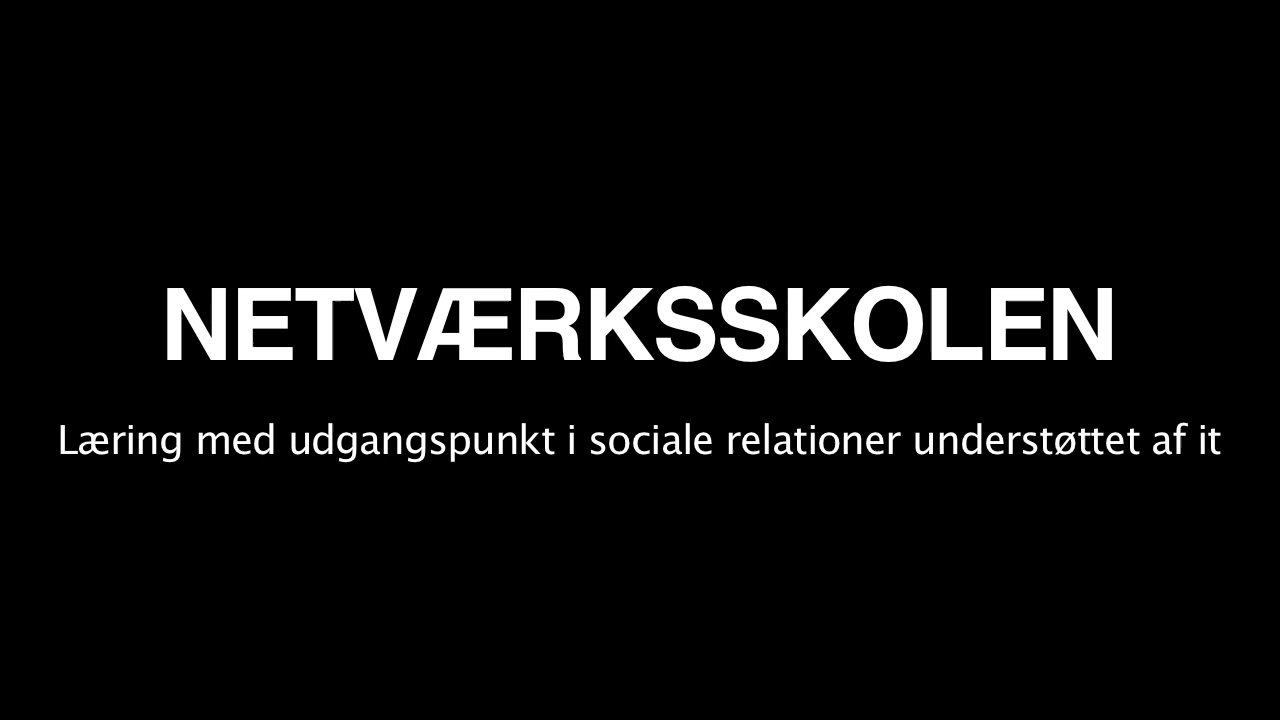 NETVÆRKSSKOLEN
Læring med udgangspunkt i sociale relationer understøttet af it